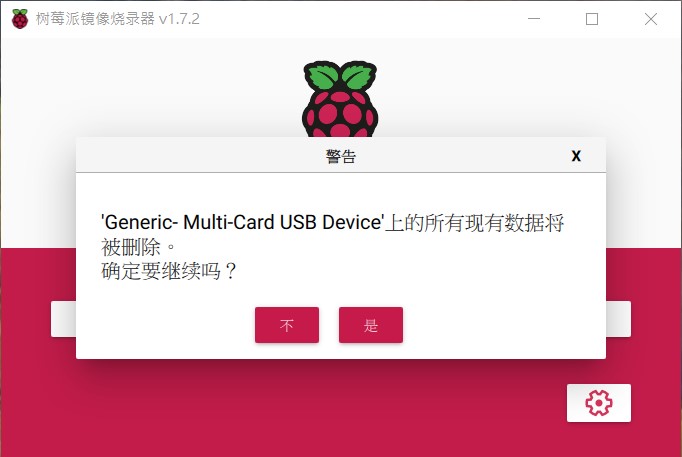 树莓派镜像烧录器 v1.7.2
警告
X
'Generic- Multi-Card USB Device'上的所有现有数据将
被删除。
确定要继续吗？
不
是